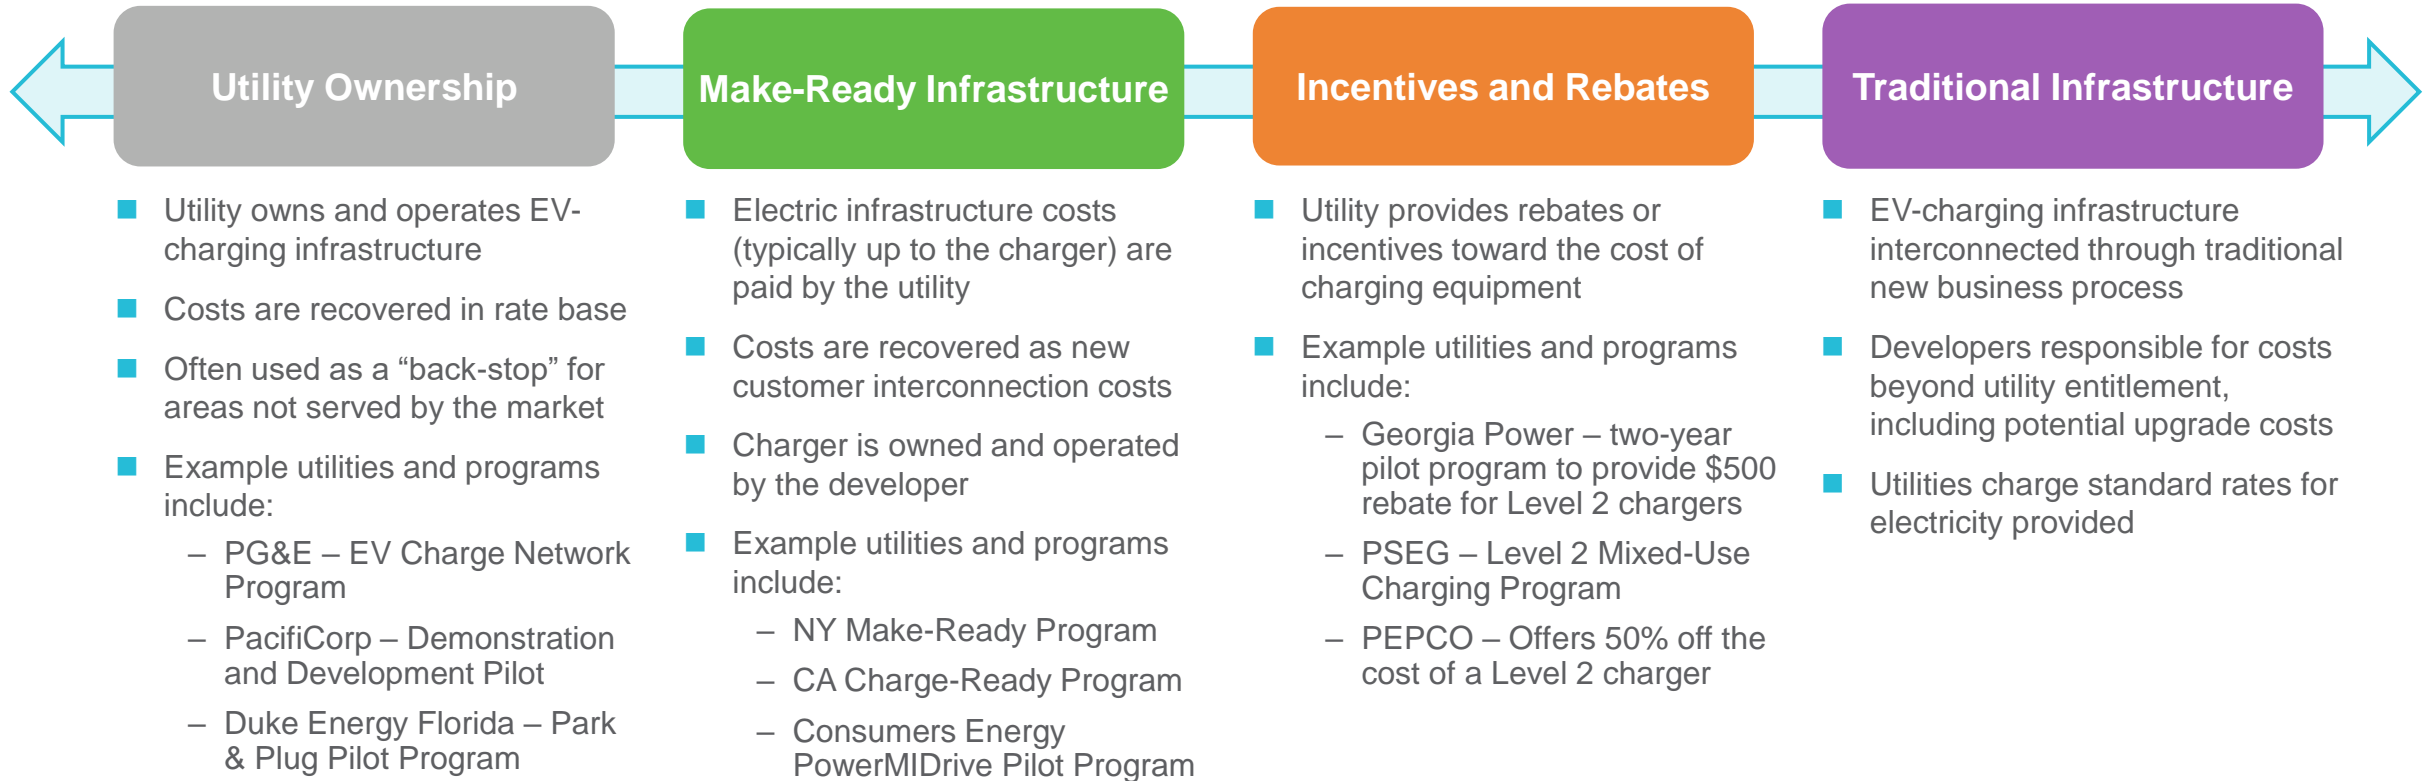 Utility Ownership
Utility owns and operates EV-
charging infrastructure
Costs are recovered in rate base
Often used as a “back-stop” for
areas not served by the market
Example utilities and programs
include:
– PG&E – EV Charge Network
Program
– PacifiCorp – Demonstration
and Development Pilot
– Duke Energy Florida – Park
& Plug Pilot Program
Make-Ready Infrastructure
Electric infrastructure costs
(typically up to the charger) are
paid by the utility
Costs are recovered as new
customer interconnection costs
Charger is owned and operated
by the developer
Example utilities and programs
include:
– NY Make-Ready Program
– CA Charge-Ready Program
– Consumers Energy
PowerMIDrive Pilot Program
Incentives and Rebates
Utility provides rebates or
incentives toward the cost of
charging equipment
Example utilities and programs
include:
– Georgia Power – two-year
pilot program to provide $500
rebate for Level 2 chargers
– PSEG – Level 2 Mixed-Use
Charging Program
– PEPCO – Offers 50% off the
cost of a Level 2 charger
Traditional Infrastructure
EV-charging infrastructure
interconnected through traditional
new business process
Developers responsible for costs
beyond utility entitlement,
including potential upgrade costs
Utilities charge standard rates for
electricity provided